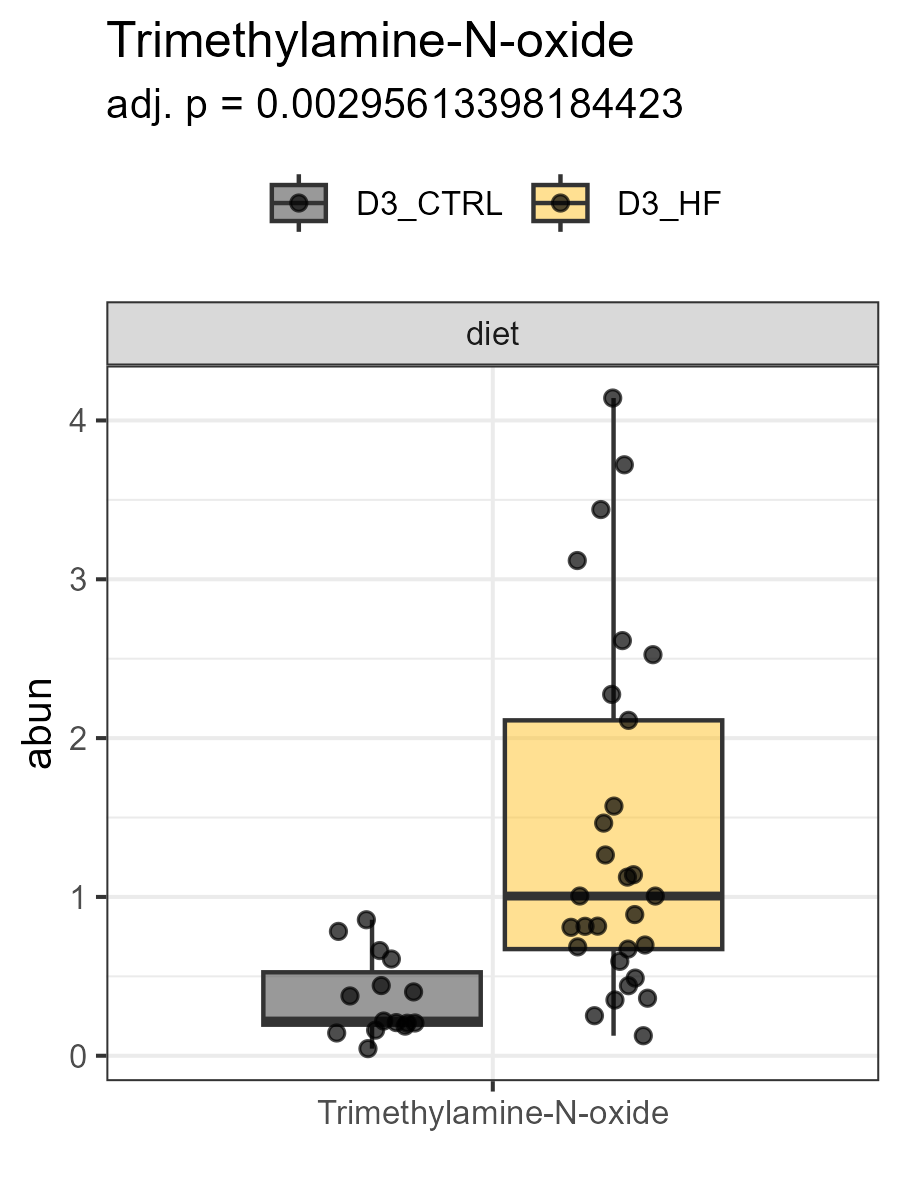 Trimethylamine-N-oxide
adj. p = 0.00295613398184423
D3_CTRL D3_HF
diet
4
3
2
1
0
abun
Trimethylamine-N-oxide